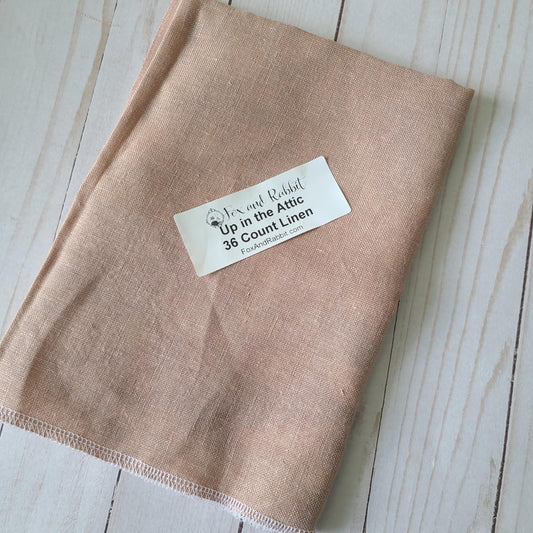 Fox and Rabbit
Up in the Attic
36 Count Linen
FoxAndRabbit.com